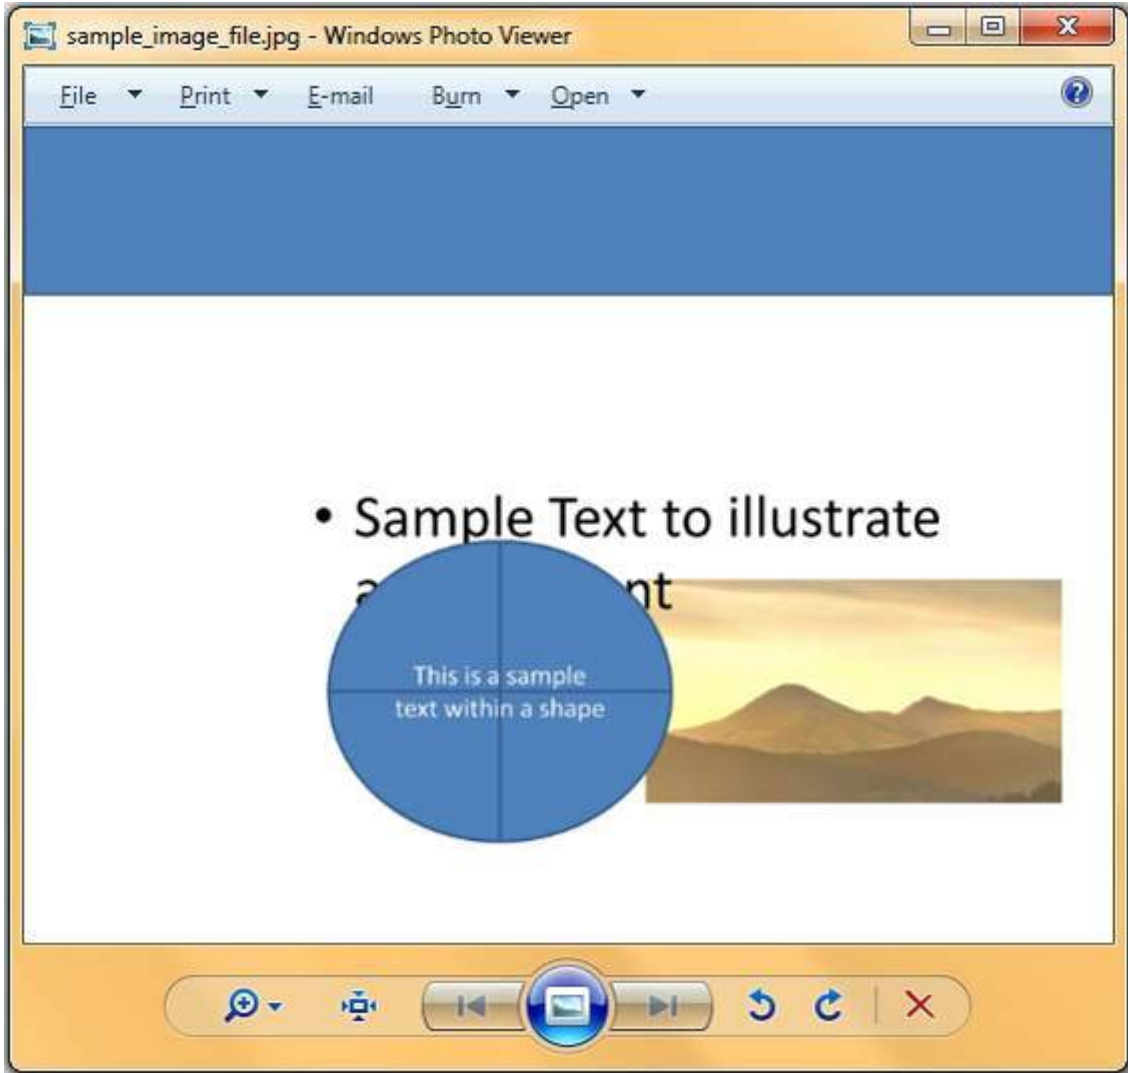 sample_image_file.jpg - Windows Photo Viewer
File Print E-mail Burn Open
• Sample Text to illustrate
This is a sample
text within a shape